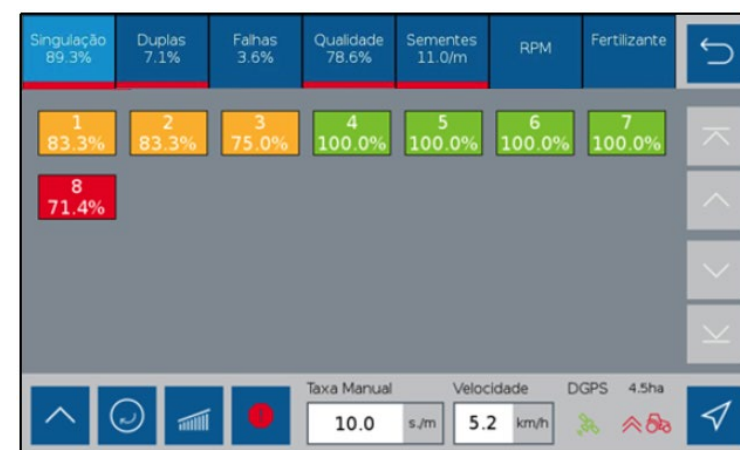 Singulação
89.3%
Duplas
7.1%
Falhas
3.6%
Qualidade
78.6%
Sementes
11.0/m
RPM
Fertilizante
1
83.3%
2
83.3%
3
75.0%
4
100.0%
5
100.0%
6
100.0%
7
100.0%
8
71.4%
Taxa Manual
10.0 s./m
Velocidade
5.2 km/h
DGPS 4.5ha